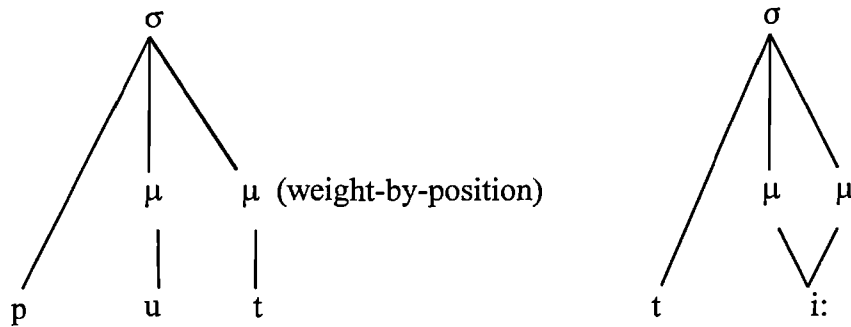 σ σ
μ μ (weight-by-position) μ μ
p u t t i: